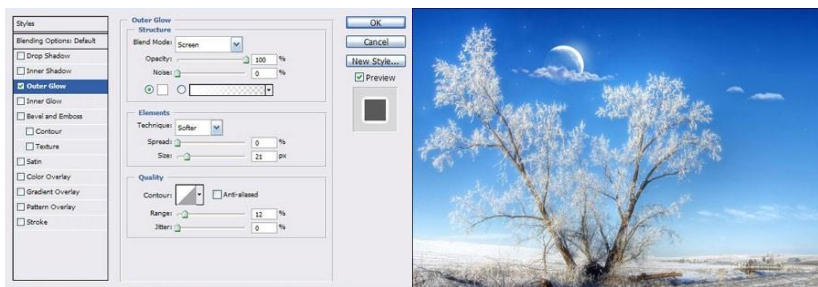 Styles
Blending Options: Default
Drop Shadow
Inner Shadow
Outer Glow
Inner Glow
Bevel and Emboss
Contour
Texture
Satin
Color Overlay
Gradient Overlay
Pattern Overlay
Stroke
Outer Glow
Structure
Blend Mode: Screen
Opacity: 100 %
Noise: 0 %
Elements
Technique: Softer
Spread: 0 %
Size: 21 px
Quality
Contour: Anti-aliased
Range: 12 %
Jitter: 0 %
OK
Cancel
New Style...
Preview